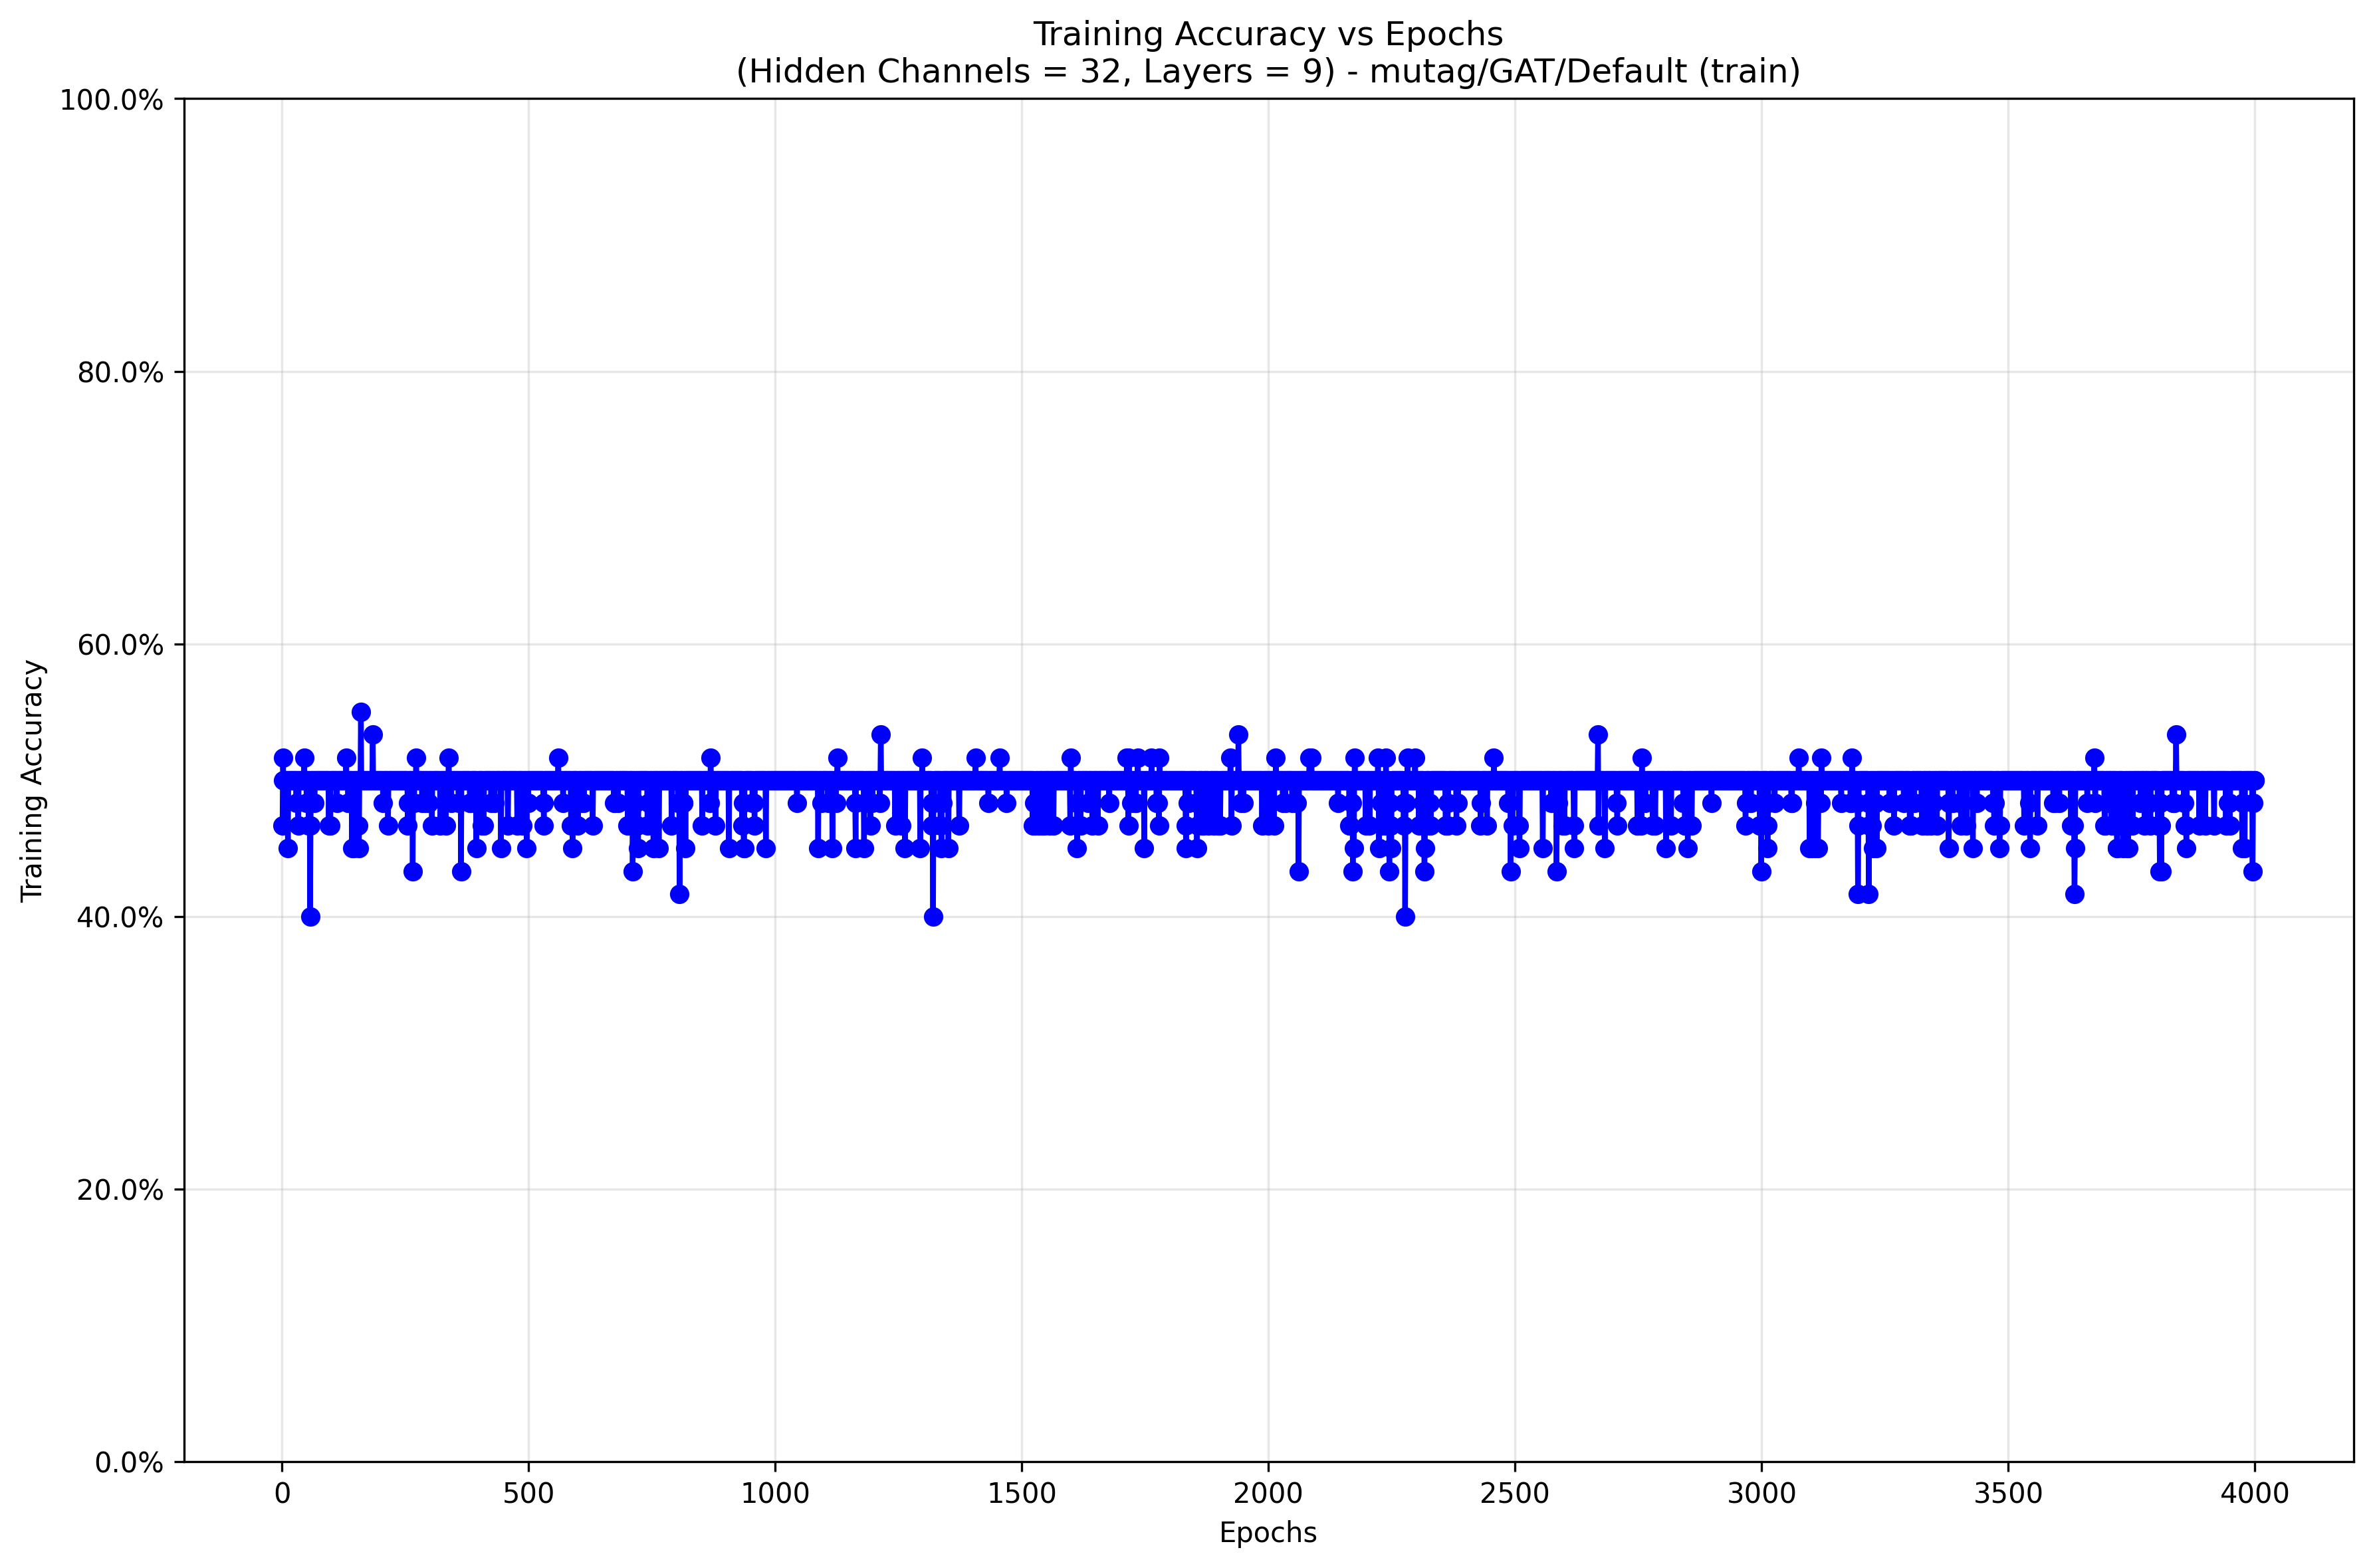 Training Accuracy vs Epochs
(Hidden Channels = 32, Layers = 9) - mutag/GAT/Default (train)
100.0%
80.0%
60.0%
40.0%
20.0%
0.0%
Training Accuracy
0 500 1000 1500 2000 2500 3000 3500 4000
Epochs